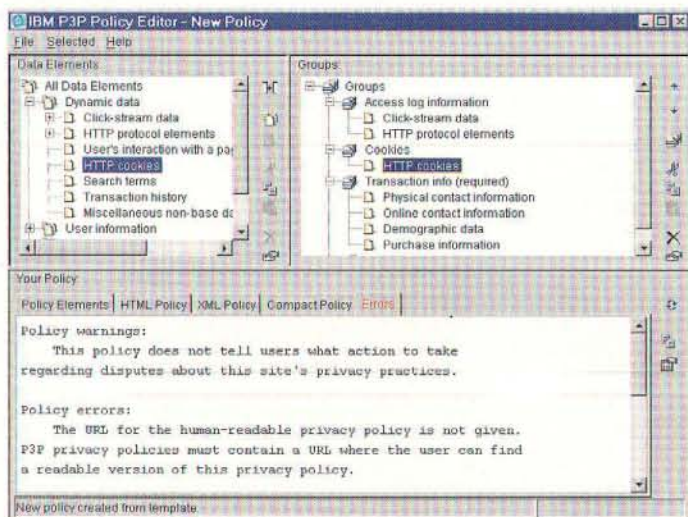 IBM P3P Policy Editor - New Policy
File Selected Help
Data Elements
All Data Elements
Dynamic data
Click-stream data
HTTP protocol elements
User's interaction with a pa
HTTP cookies
Search terms
Transaction history
Miscellaneous non-base da
User information
Groups
Groups
Access log information
Click-stream data
HTTP protocol elements
Cookies
HTTP cookies
Transaction info (required)
Physical contact information
Online contact information
Demographic data
Purchase information
Your Policy
Policy Elements HTML Policy XML Policy Compact Policy Errors
Policy warnings:
This policy does not tell users what action to take
regarding disputes about this site's privacy practices.
Policy errors:
The URL for the human-readable privacy policy is not given.
P3P privacy policies must contain a URL where the user can find
a readable version of this privacy policy.
New policy created from template.